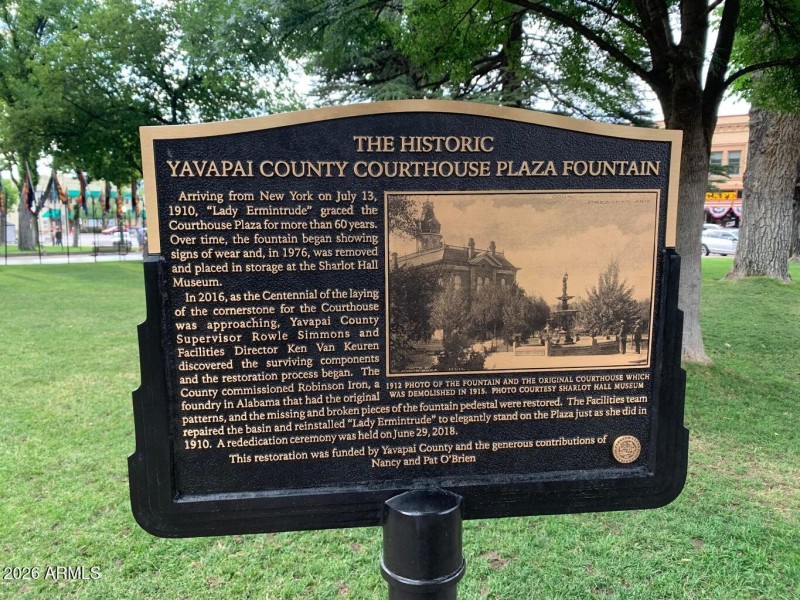 THE HISTORIC
YAVAPAI COUNTY COURTHOUSE PLAZA FOUNTAIN
Arriving from New York on July 13,
1910, "Lady Ermintrude" graced the
Courthouse Plaza for more than 60 years.
Over time, the fountain began showing
signs of wear and, in 1976, was removed
and placed in storage at the Sharlot Hall
Museum.
In 2016, as the Centennial of the laying
of the cornerstone for the Courthouse
was approaching, Yavapai County
Supervisor Rowle Simmons and
Facilities Director Ken Van Keuren
discovered the surviving components
and the restoration process began. The
County commissioned Robinson Iron, a
foundry in Alabama that had the original
patterns, and the missing and broken pieces of the fountain pedestal were restored. The Facilities team
repaired the basin and reinstalled "Lady Ermintrude" to elegantly stand on the Plaza just as she did in
1910. A rededication ceremony was held on June 29, 2018.
This restoration was funded by Yavapai County and the generous contributions of
Nancy and Pat O'Brien
1912 PHOTO OF THE FOUNTAIN AND THE ORIGINAL COURTHOUSE WHICH
WAS DEMOLISHED IN 1915. PHOTO COURTESY SHARLOT HALL MUSEUM
CAFE
2026 ARMLS